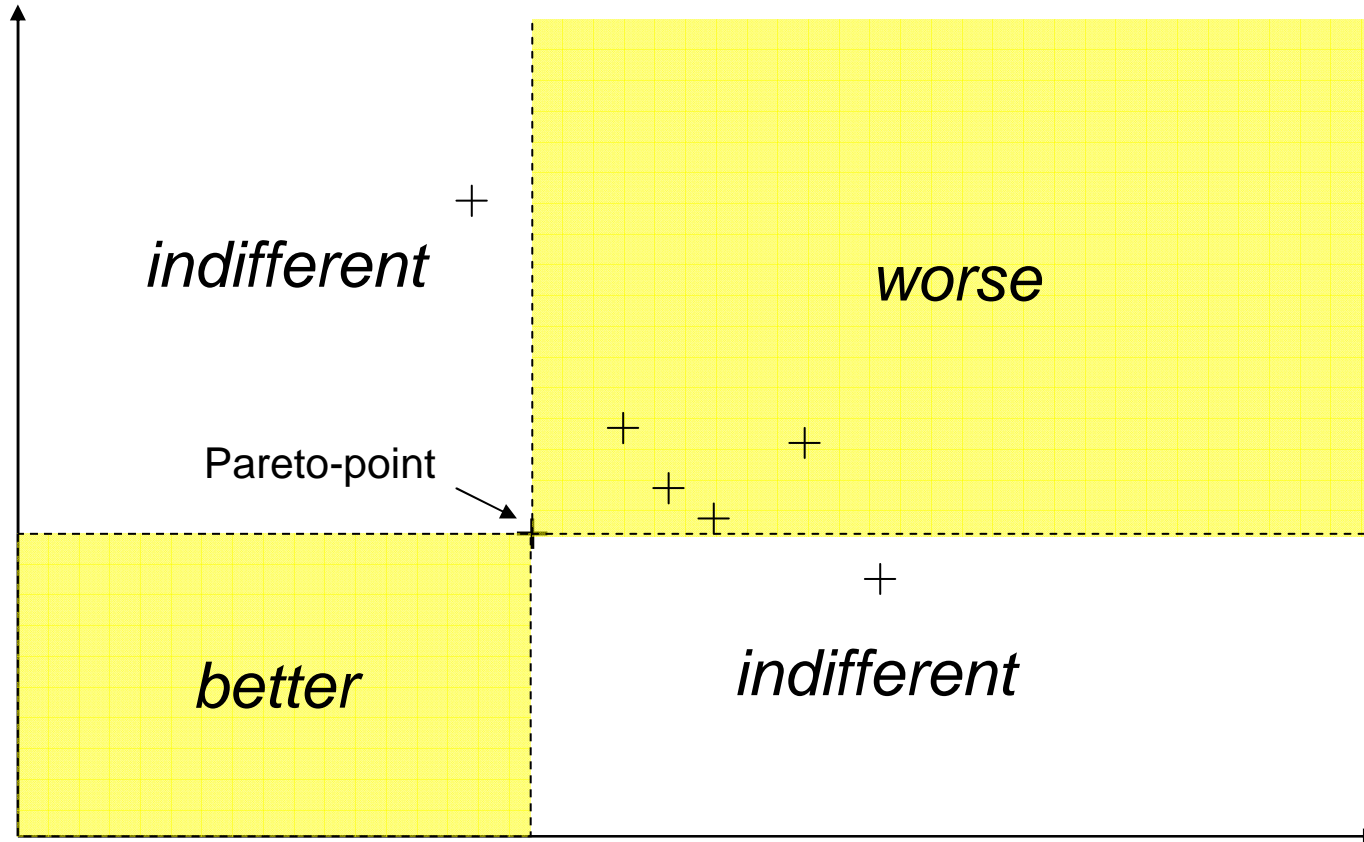 indifferent
worse
Pareto-point
better
indifferent